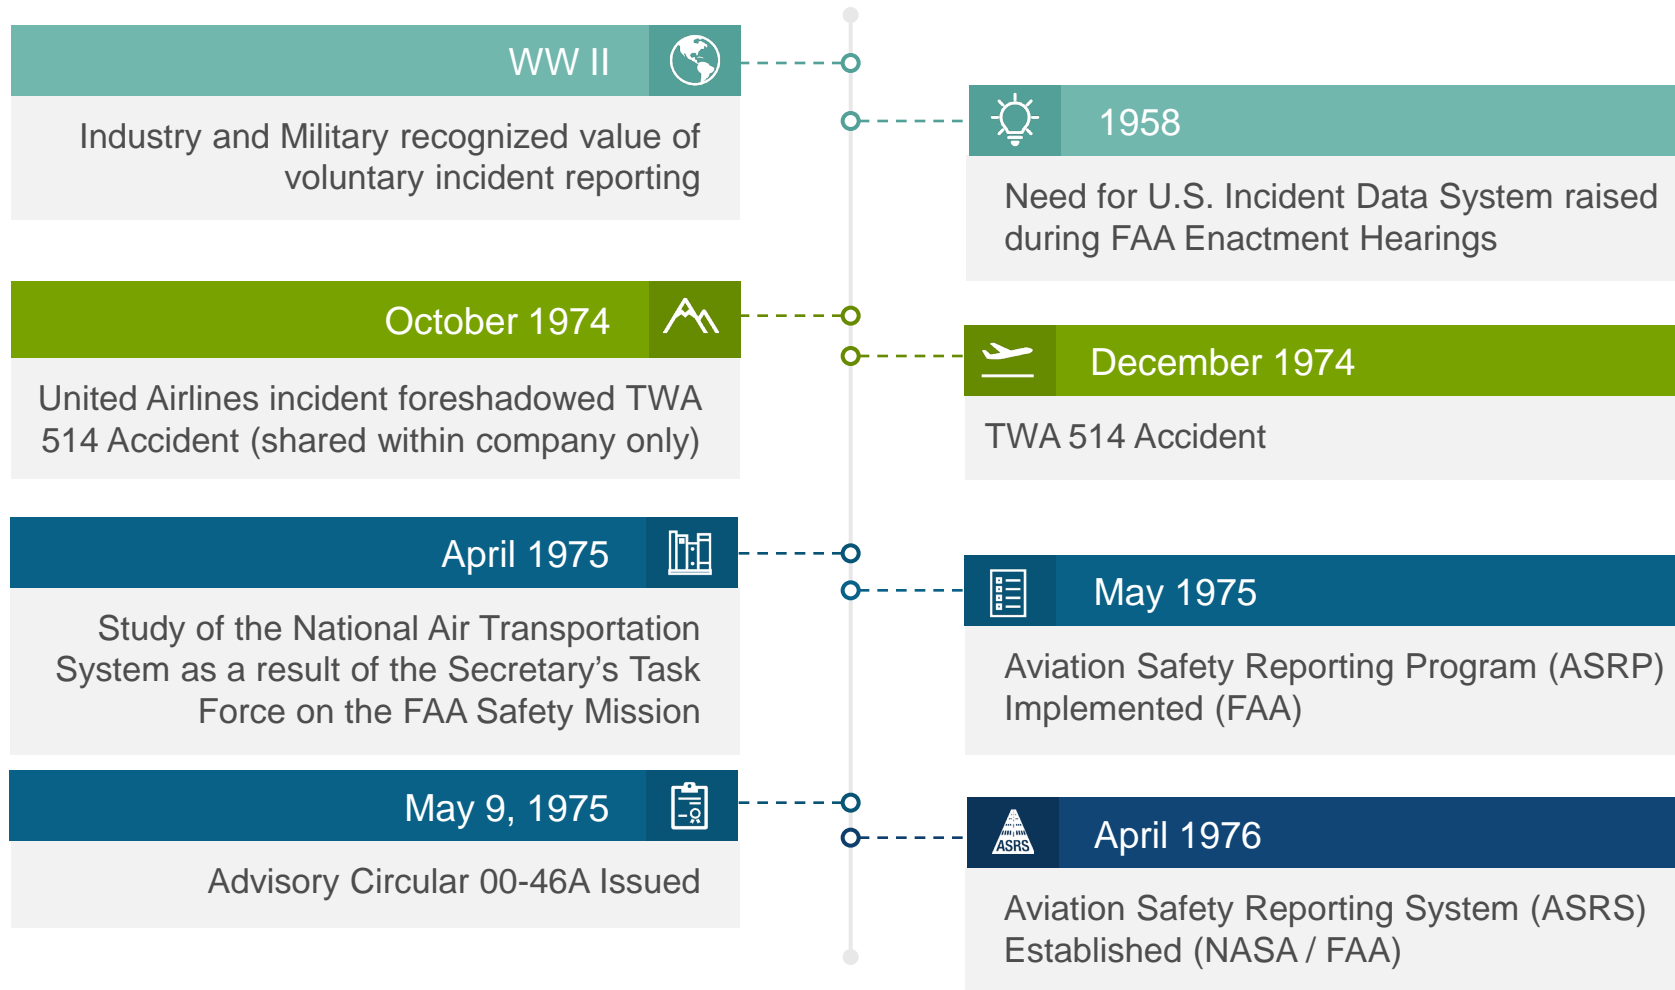 WW II
Industry and Military recognized value of
voluntary incident reporting
1958
Need for U.S. Incident Data System raised
during FAA Enactment Hearings
October 1974
United Airlines incident foreshadowed TWA
514 Accident (shared within company only)
December 1974
TWA 514 Accident
April 1975
Study of the National Air Transportation
System as a result of the Secretary’s Task
Force on the FAA Safety Mission
May 1975
Aviation Safety Reporting Program (ASRP)
Implemented (FAA)
May 9, 1975
Advisory Circular 00-46A Issued
ASRS
April 1976
Aviation Safety Reporting System (ASRS)
Established (NASA / FAA)